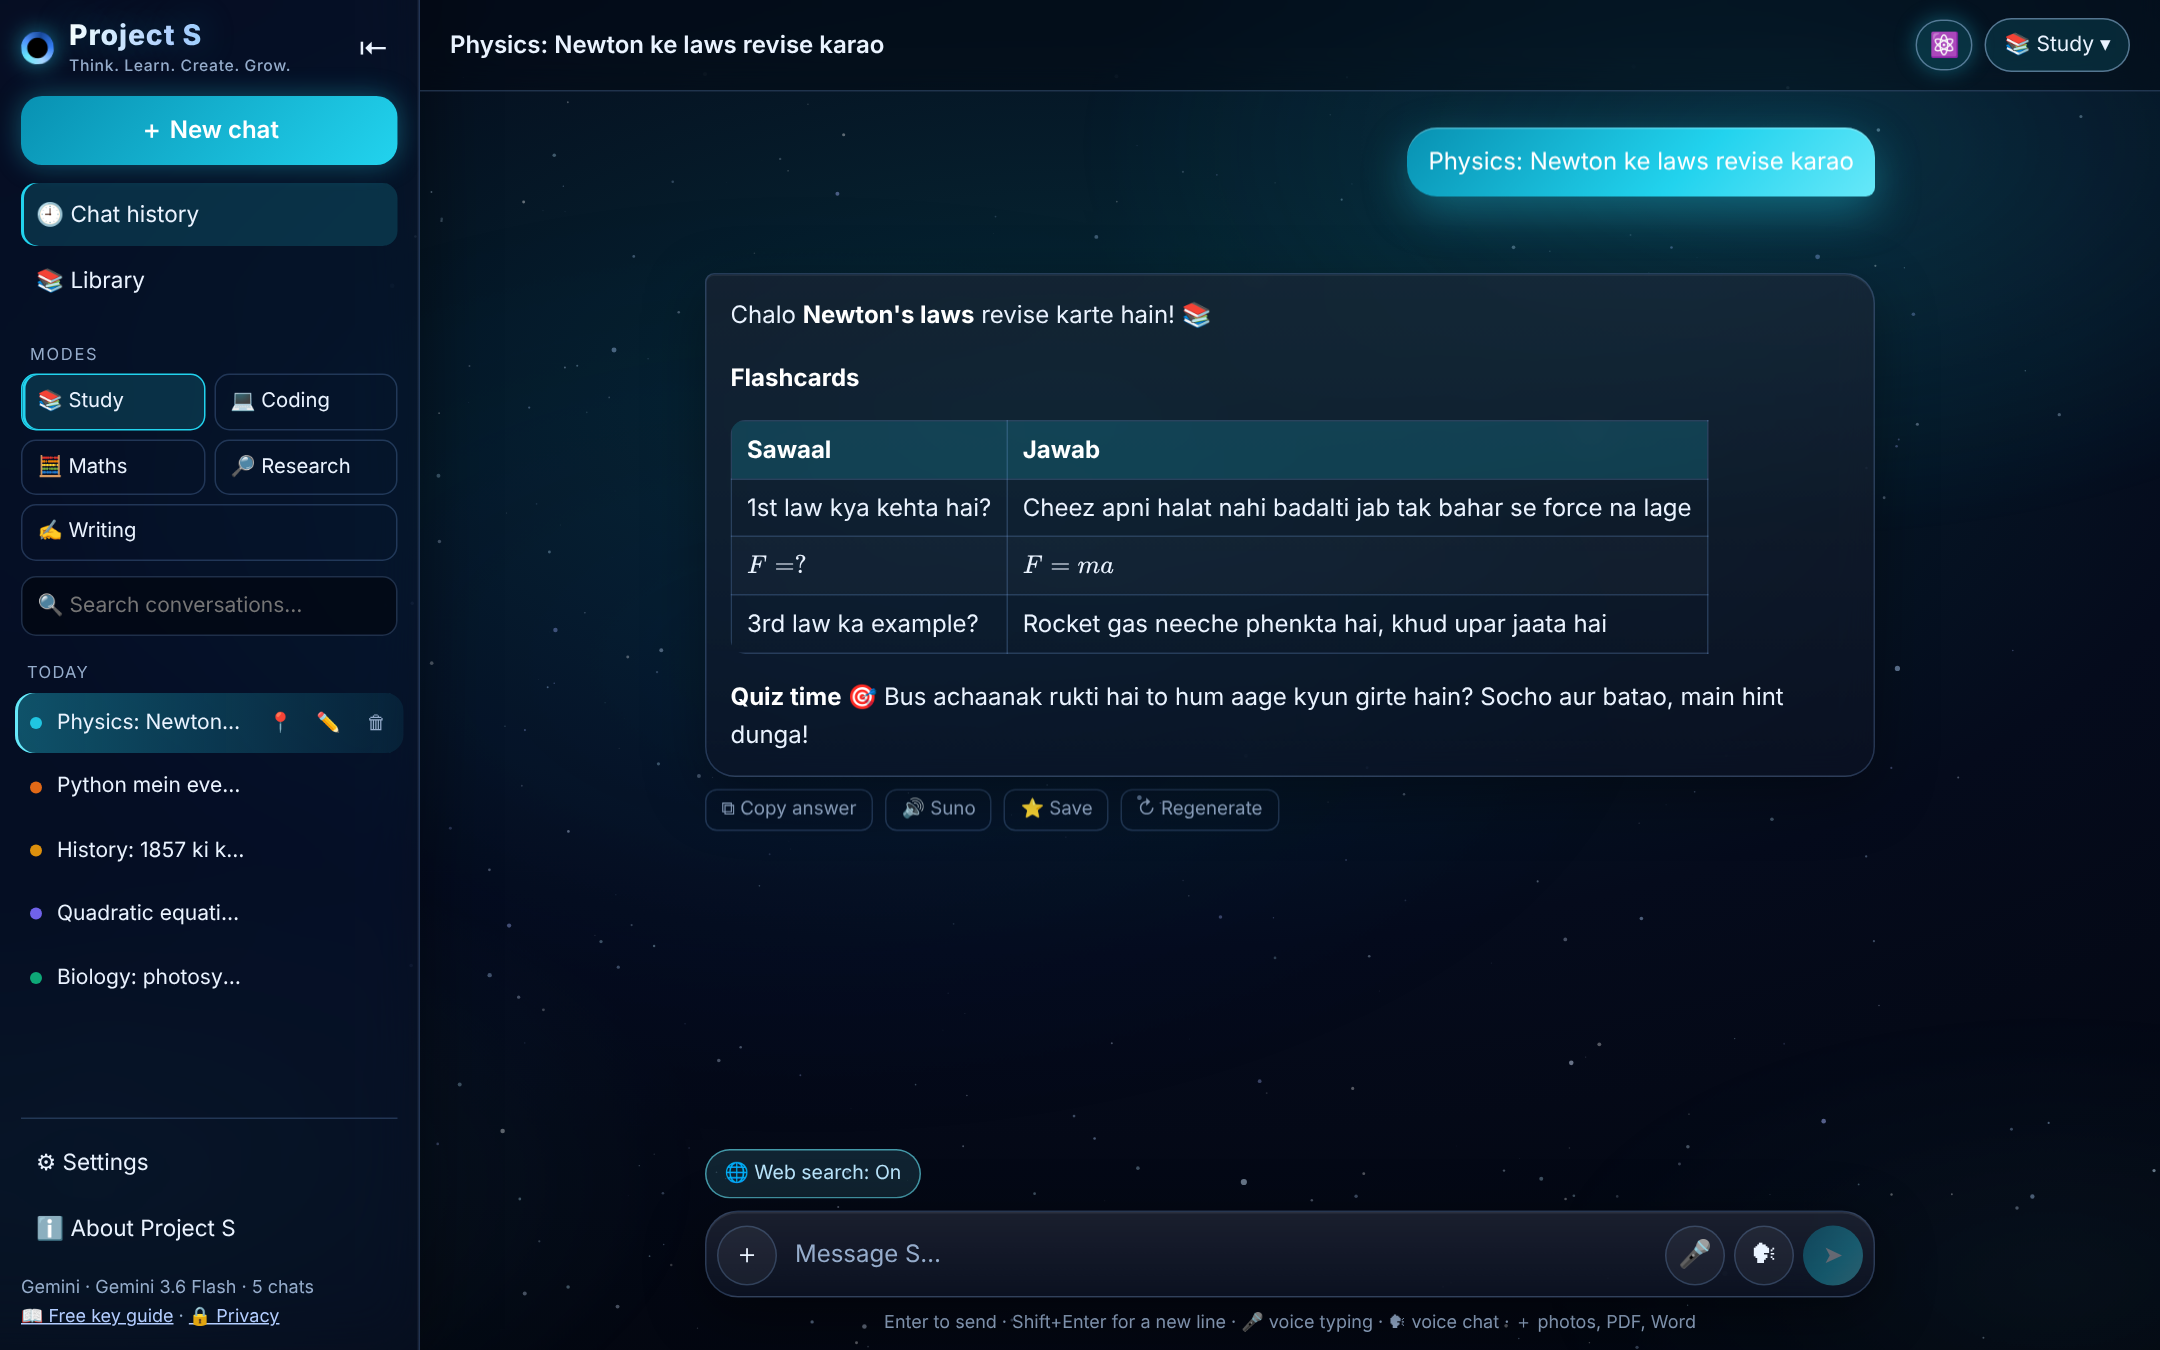 Project S
Think. Learn. Create. Grow.
+ New chat
Chat history
Library
MODES
Study
Coding
Maths
Research
Writing
Search conversations...
TODAY
Physics: Newton...
Python mein eve...
History: 1857 ki k...
Quadratic equati...
Biology: photosy...
Settings
About Project S
Gemini · Gemini 3.6 Flash · 5 chats
Free key guide · Privacy
Physics: Newton ke laws revise karao
Study ▾
Physics: Newton ke laws revise karao
Chalo Newton's laws revise karte hain!
Flashcards
Sawaal Jawab
1st law kya kehta hai? Cheez apni halat nahi badalti jab tak bahar se force na lage
F =? F = ma
3rd law ka example? Rocket gas neeche phenkta hai, khud upar jaata hai
Quiz time 🎯 Bus achaanak rukti hai to hum aage kyun girte hain? Socho aur batao, main hint
dunga!
Copy answer
Suno
Save
Regenerate
Web search: On
+ Message S...
Enter to send · Shift+Enter for a new line · 🎤 voice typing · 🗣 voice chat · + photos, PDF, Word